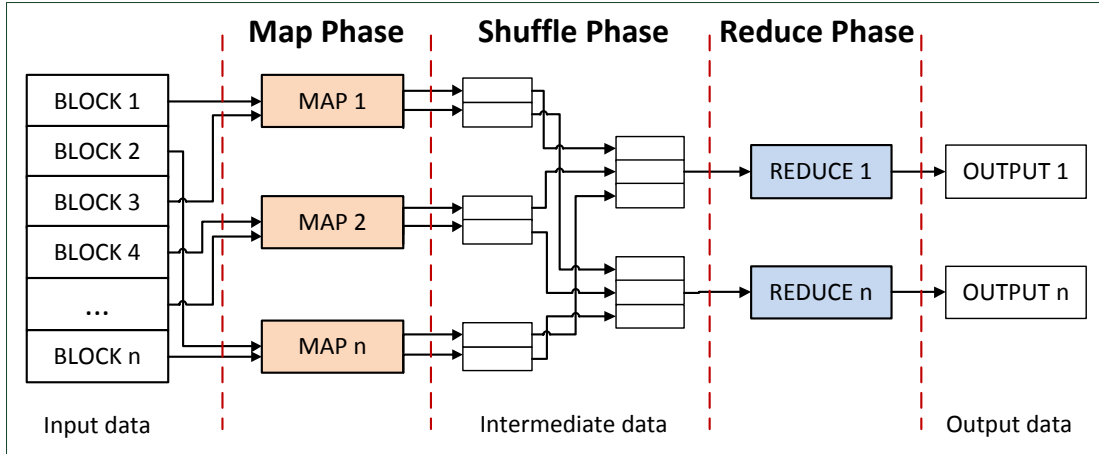 Map Phase
Shuffle Phase
Reduce Phase
BLOCK 1
BLOCK 2
BLOCK 3
BLOCK 4
...
BLOCK n
MAP 1
MAP 2
MAP n
REDUCE 1
REDUCE n
OUTPUT 1
OUTPUT n
Input data
Intermediate data
Output data